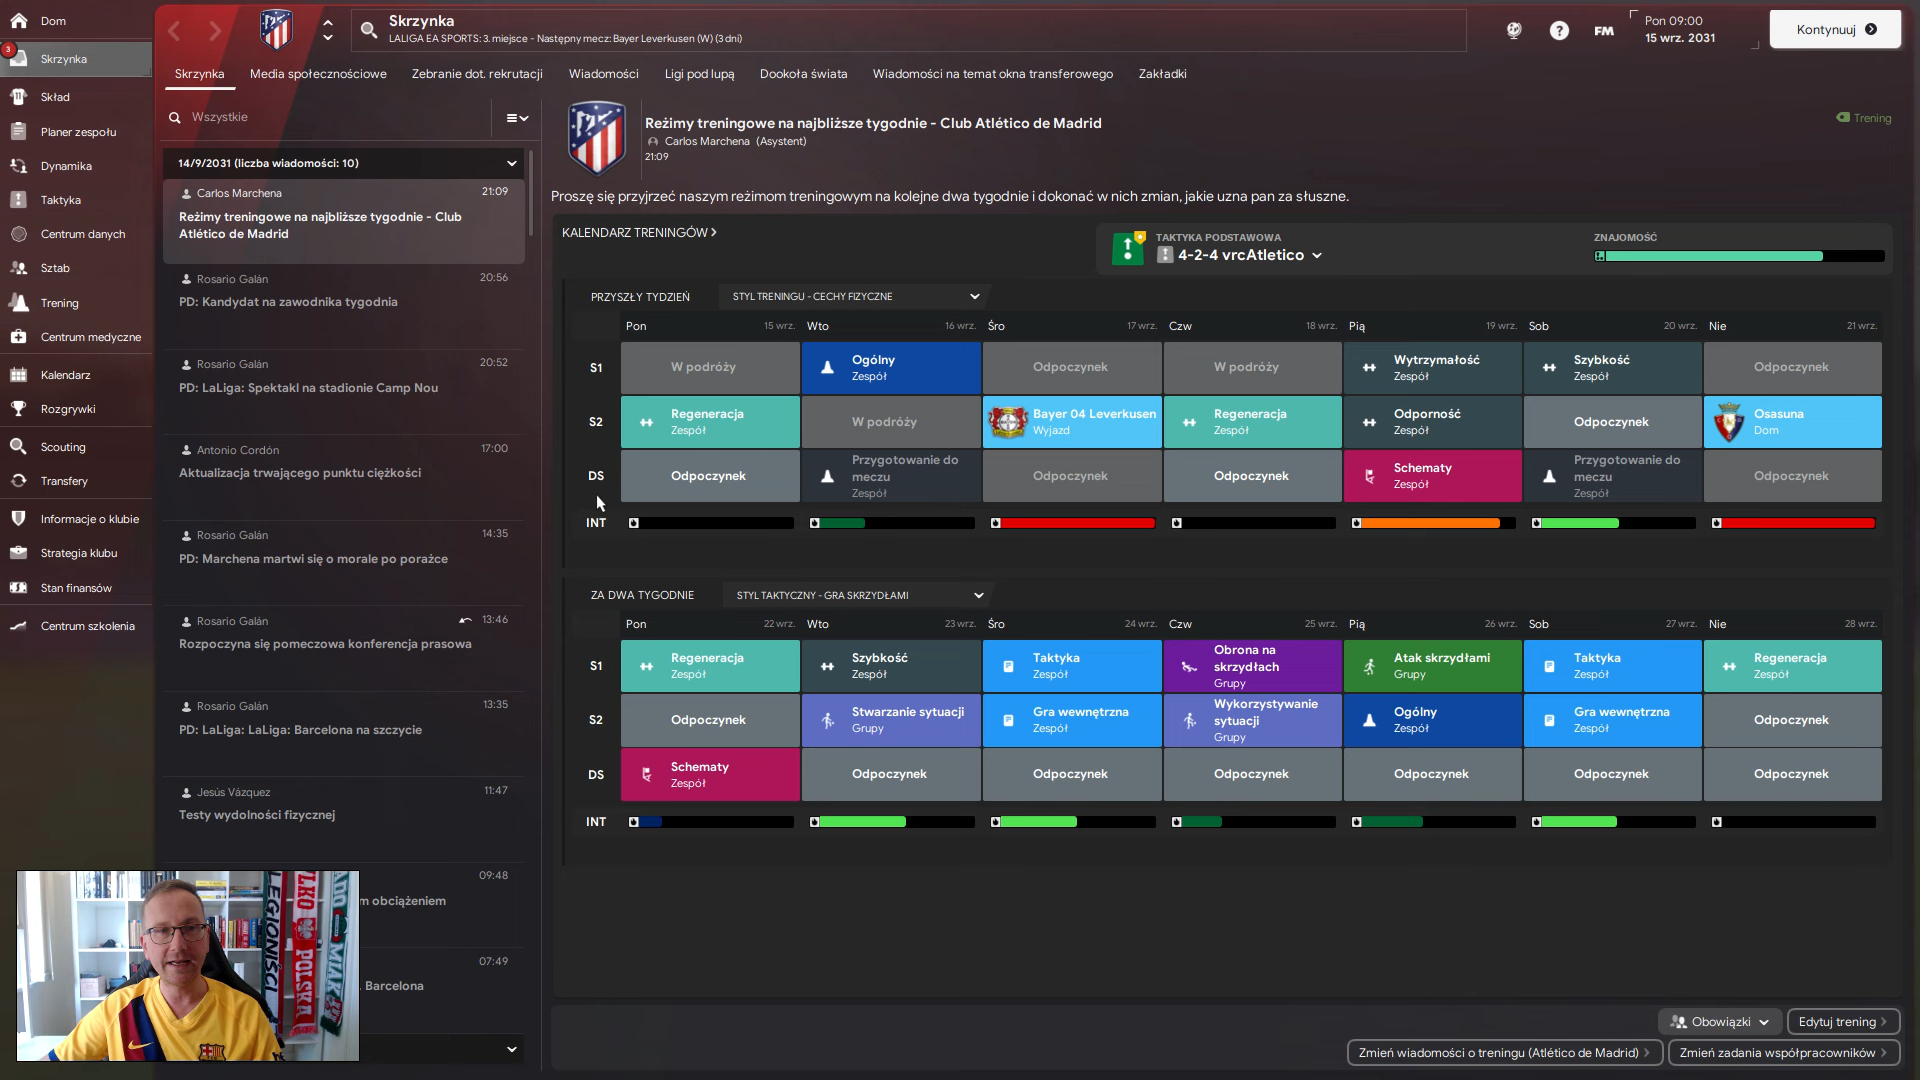 Dom
3
Skrzynka
Skład
Planer zespołu
Dynamika
Taktyka
Centrum danych
Sztab
Trening
Centrum medyczne
Kalendarz
Rozgrywki
Scouting
Transfery
Informacje o klubie
Strategia klubu
Stan finansów
Centrum szkolenia
Skrzynka
LALIGA EA SPORTS: 3. miejsce - Następny mecz: Bayer Leverkusen (W) (3 dni)
FM
Pon 09:00
15 wrz. 2031
Kontynuuj
Skrzynka Media społecznościowe Zebranie dot. rekrutacji Wiadomości Ligi pod lupą Dookoła świata Wiadomości na temat okna transferowego Zakładki
Wszystkie
14/9/2031 (liczba wiadomości: 10)
Carlos Marchena 21:09
Reżimy treningowe na najbliższe tygodnie - Club
Atlético de Madrid
Rosario Galán 20:56
PD: Kandydat na zawodnika tygodnia
Rosario Galán 20:52
PD: LaLiga: Spektakl na stadionie Camp Nou
Antonio Cordón 17:00
Aktualizacja trwającego punktu ciężkości
Rosario Galán 14:35
PD: Marchena martwi się o morale po porażce
Rosario Galán 13:46
Rozpoczyna się pomeczowa konferencja prasowa
Rosario Galán 13:35
PD: LaLiga: LaLiga: Barcelona na szczycie
Jesús Vázquez 11:47
Testy wydolności fizycznej
09:48
m obciążeniem
07:49
. Barcelona
LEGIONIŚCI
POLSKA
Reżimy treningowe na najbliższe tygodnie - Club Atlético de Madrid
Carlos Marchena (Asystent)
21:09
Trening
Proszę się przyjrzeć naszym reżimom treningowym na kolejne dwa tygodnie i dokonać w nich zmian, jakie uzna pan za słuszne.
KALENDARZ TRENINGÓW
TAKTYKA PODSTAWOWA
4-2-4 vrcAtletico
ZNAJOMOŚĆ
PRZYSZŁY TYDZIEŃ STYL TRENINGU - CECHY FIZYCZNE
Pon 15 wrz. Wto 16 wrz. Śro 17 wrz. Czw 18 wrz. Pią 19 wrz. Sob 20 wrz. Nie 21 wrz.
S1 W podróży Ogólny Zespół Odpoczynek W podróży Wytrzymałość Zespół Szybkość Zespół Odpoczynek
S2 Regeneracja Zespół W podróży Bayer 04 Leverkusen Wyjazd Regeneracja Zespół Odporność Zespół Odpoczynek Osasuna Dom
DS Odpoczynek Przygotowanie do meczu Zespół Odpoczynek Odpoczynek Schematy Zespół Przygotowanie do meczu Zespół Odpoczynek
INT
ZA DWA TYGODNIE STYL TAKTYCZNY - GRA SKRZYDŁAMI
Pon 22 wrz. Wto 23 wrz. Śro 24 wrz. Czw 25 wrz. Pią 26 wrz. Sob 27 wrz. Nie 28 wrz.
S1 Regeneracja Zespół Szybkość Zespół Taktyka Zespół Obrona na skrzydłach Grupy Atak skrzydłami Grupy Taktyka Zespół Regeneracja Zespół
S2 Odpoczynek Stwarzanie sytuacji Grupy Gra wewnętrzna Zespół Wykorzystywanie sytuacji Grupy Ogólny Zespół Gra wewnętrzna Zespół Odpoczynek
DS Schematy Zespół Odpoczynek Odpoczynek Odpoczynek Odpoczynek Odpoczynek Odpoczynek
INT
Obowiązki Edytuj trening
Zmień wiadomości o treningu (Atlético de Madrid) Zmień zadania współpracowników